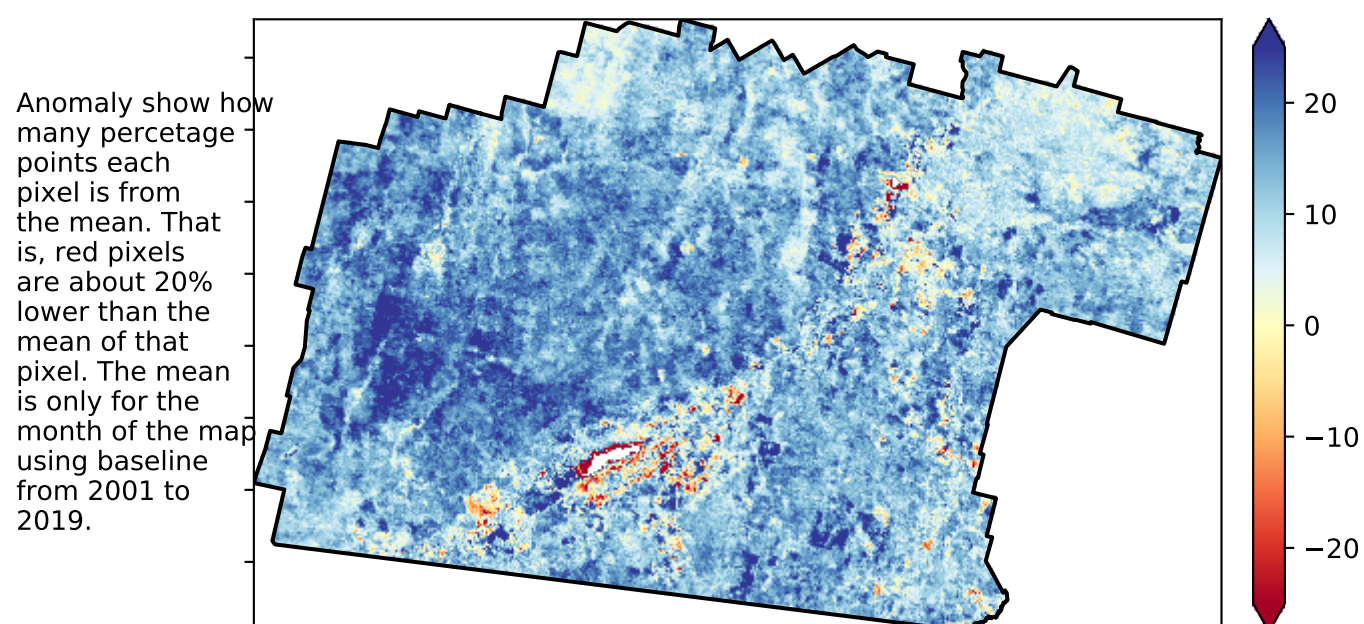 Anomaly show how
many percetage
points each
pixel is from
the mean. That
is, red pixels
are about 20%
lower than the
mean of that
pixel. The mean
is only for the
month of the map
using baseline
from 2001 to
2019.
20
10
0
−10
−20